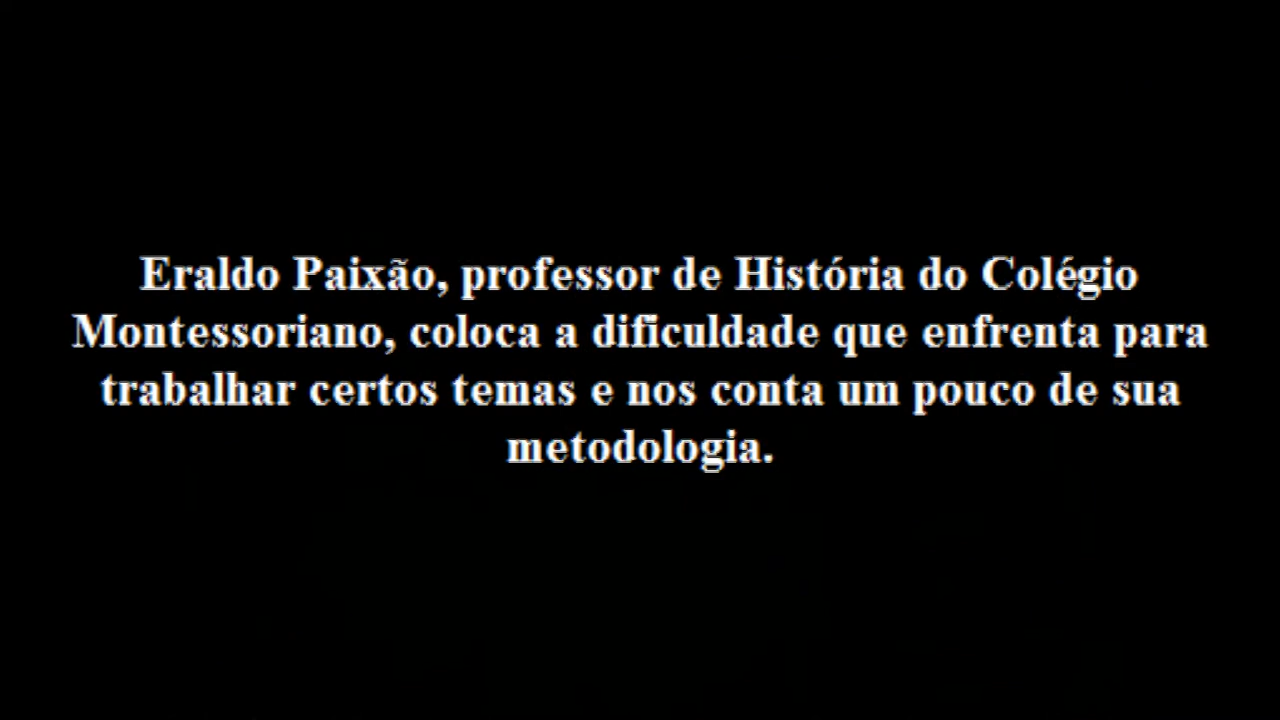 Eraldo Paixão, professor de História do Colégio
Montessoriano, coloca a dificuldade que enfrenta para
trabalhar certos temas e nos conta um pouco de sua
metodologia.